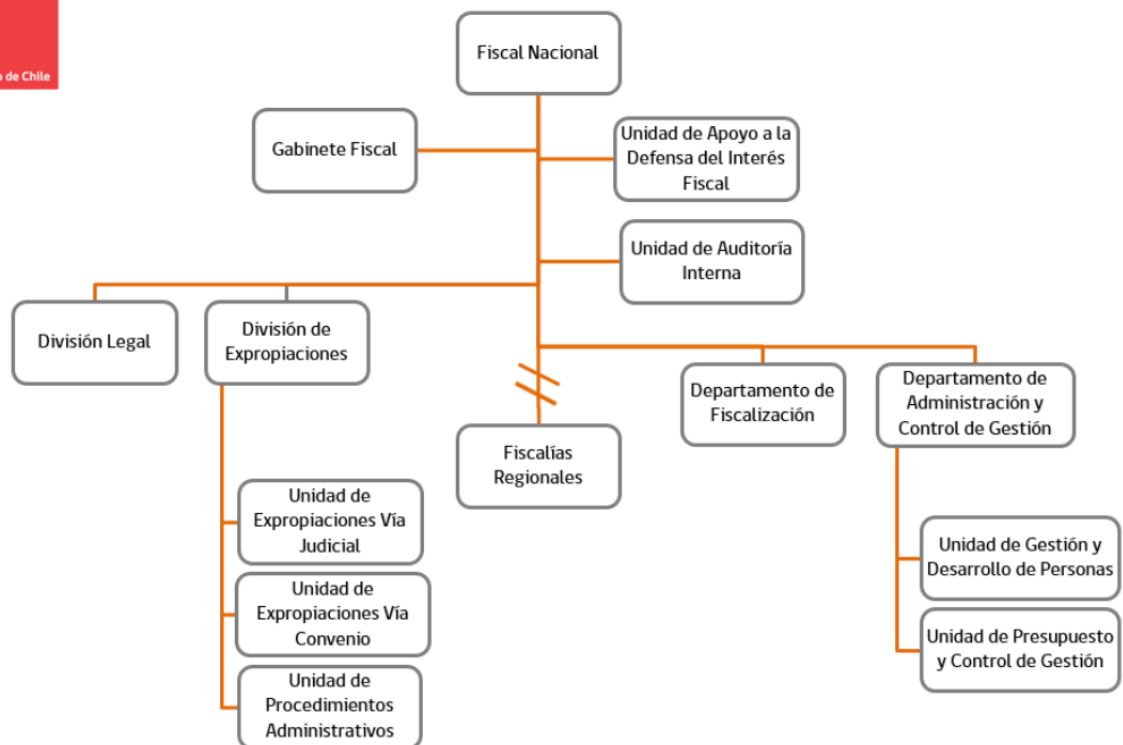 o de Chile
Fiscal Nacional
Gabinete Fiscal
Unidad de Apoyo a la
Defensa del Interés
Fiscal
Unidad de Auditoría
Interna
División Legal
División de
Expropiaciones
Departamento de
Fiscalización
Departamento de
Administración y
Control de Gestión
Fiscalías
Regionales
Unidad de
Expropiaciones Vía
Judicial
Unidad de
Expropiaciones Vía
Convenio
Unidad de
Procedimientos
Administrativos
Unidad de Gestión y
Desarrollo de Personas
Unidad de Presupuesto
y Control de Gestión